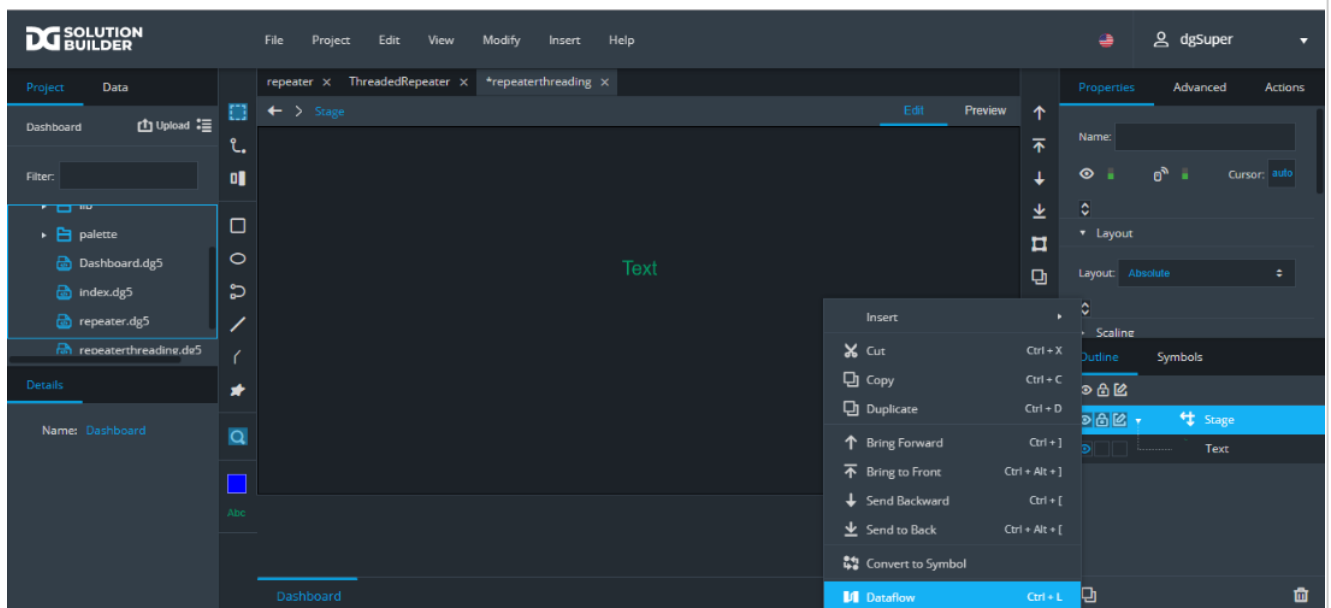 DG SOLUTION
BUILDER
File Project Edit View Modify Insert Help
dgSuper
Project Data
repeater × ThreadedRepeater × *repeaterthreading ×
Properties Advanced Actions
Dashboard Upload
Stage
Edit Preview
Name:
Filter:
Cursor: auto
lib
palette
Layout
Dashboard.dg5
Text
Layout: Absolute
index.dg5
repeater.dg5
Insert
Scaling
repeaterthreading.dg5
Cut Ctrl + X
Outline Symbols
Details
Copy Ctrl + C
Duplicate Ctrl + D
Stage
Name: Dashboard
Bring Forward Ctrl + ]
Text
Bring to Front Ctrl + Alt + ]
Send Backward Ctrl + [
Abc
Send to Back Ctrl + Alt + [
Convert to Symbol
Dashboard
Dataflow Ctrl + L